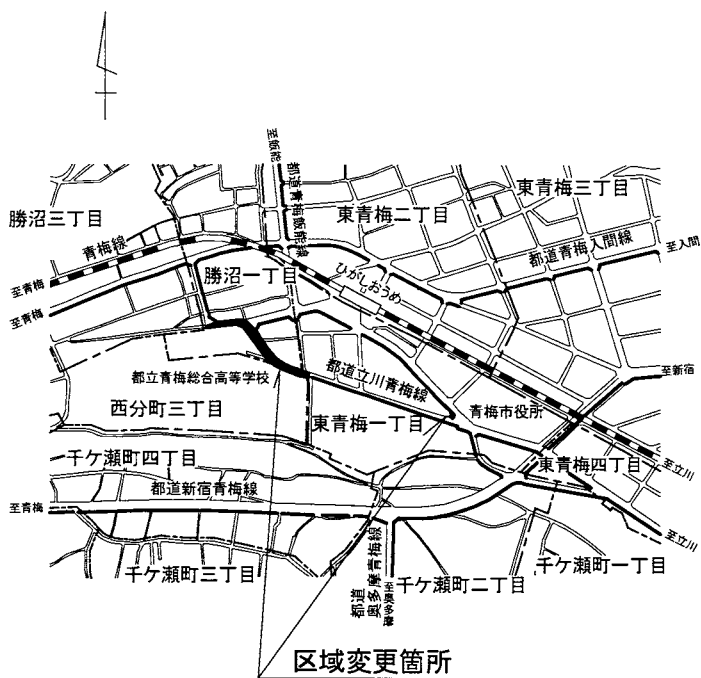 至飯能
都道青梅飯能線
東青梅三丁目
東青梅二丁目
勝沼三丁目
青梅線
都道青梅入間線
至入間
勝沼一丁目
ひがしおうめ
至青梅
至青梅
都立青梅総合高等学校
都道立川青梅線
至新宿
西分町三丁目
東青梅一丁目
青梅市役所
千ケ瀬町四丁目
東青梅四丁目
至立川
都道新宿青梅線
至青梅
至立川
千ケ瀬町三丁目
都道
奥多摩青梅線
至奥多摩
千ケ瀬町二丁目
千ケ瀬町一丁目
区域変更箇所